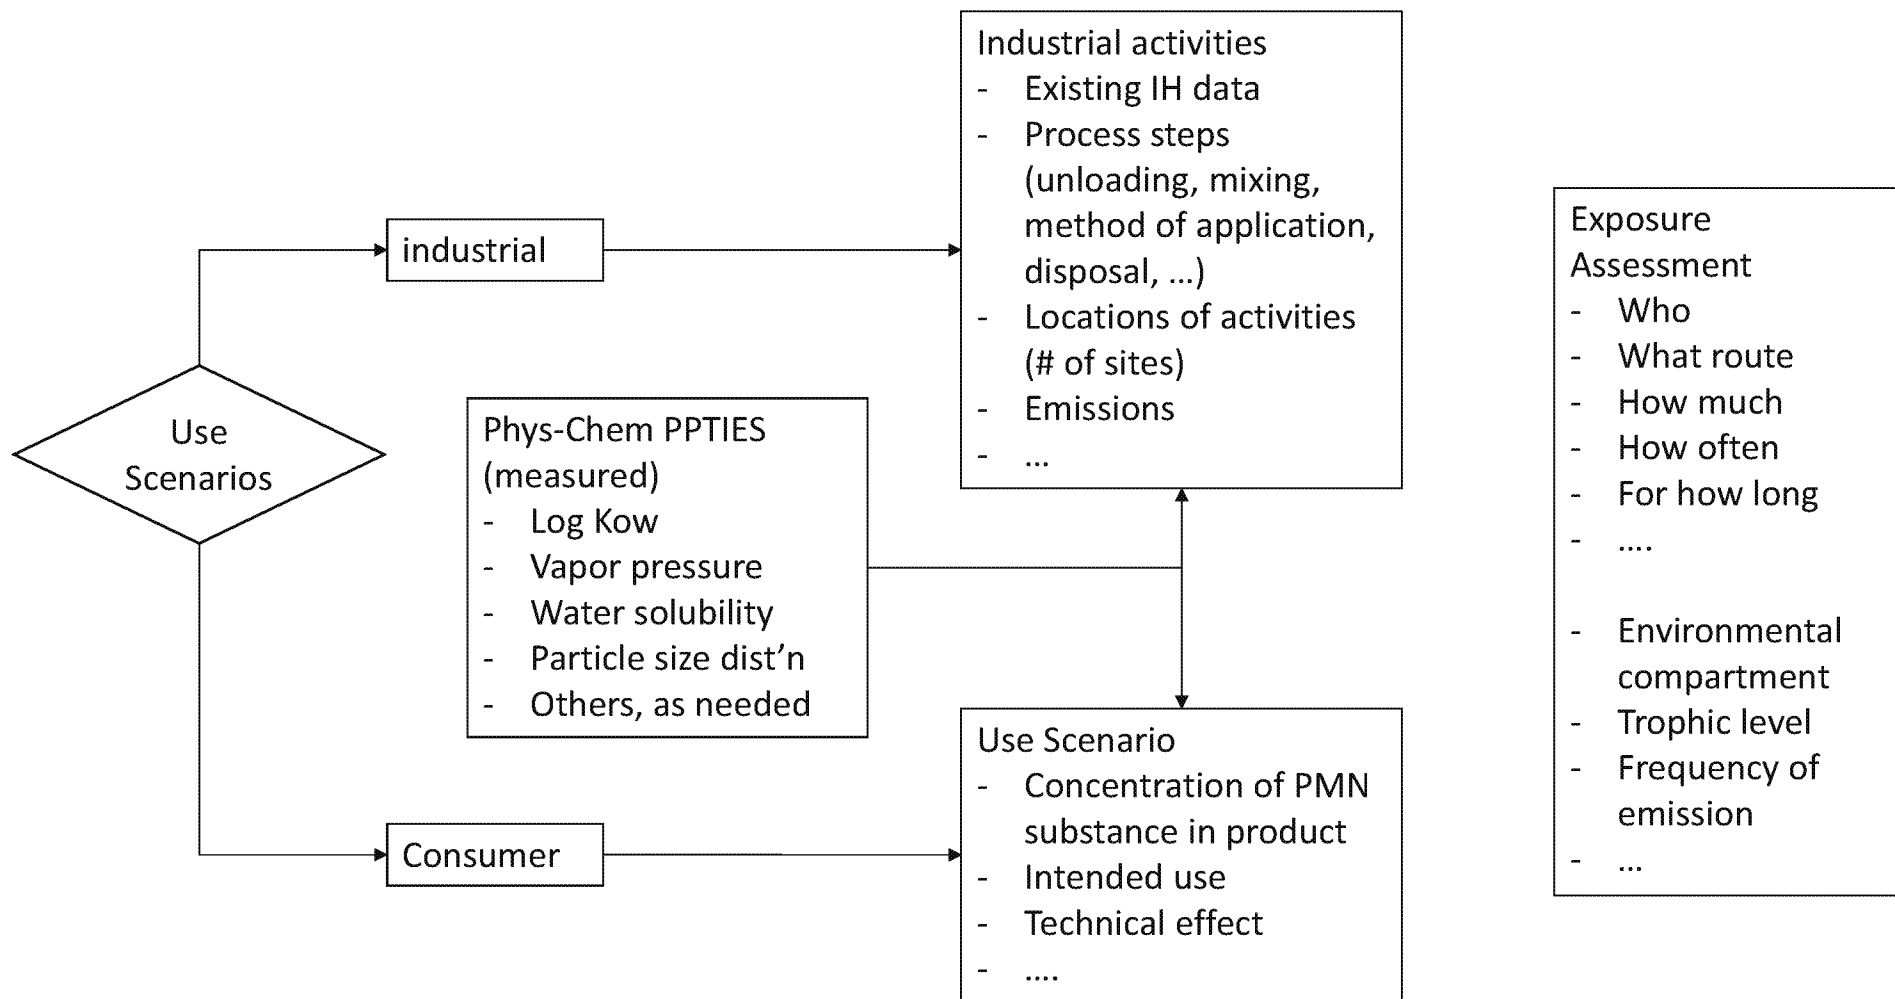 Use
Scenarios
industrial
Consumer
Phys-Chem PPTIES
(measured)
- Log Kow
- Vapor pressure
- Water solubility
- Particle size dist’n
- Others, as needed
Industrial activities
- Existing IH data
- Process steps
(unloading, mixing,
method of application,
disposal, ...)
- Locations of activities
(# of sites)
- Emissions
- ...
Use Scenario
- Concentration of PMN
substance in product
- Intended use
- Technical effect
- ....
Exposure
Assessment
- Who
- What route
- How much
- How often
- For how long
- ....
- Environmental
compartment
- Trophic level
- Frequency of
emission
- ...